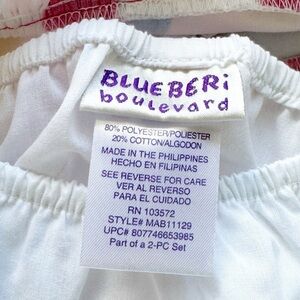 BLUEBERi
boulevard
80% POLYESTER/POLIESTER
20% COTTON/ALGODON
MADE IN THE PHILIPPINES
HECHO EN FILIPINAS
SEE REVERSE FOR CARE
VER AL REVERSO
PARA EL CUIDADO
RN 103572
STYLE# MAB11129
UPC# 807746653985
Part of a 2-PC Set